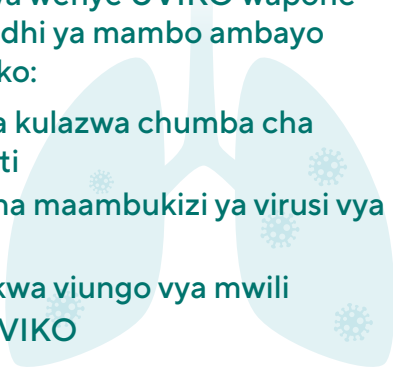 wenye UVIKO wapone
dhi ya mambo ambayo
ko:
a kulazwa chumba cha
ti
na maambukizi ya virusi vya
kwa viungo vya mwili
VIKO